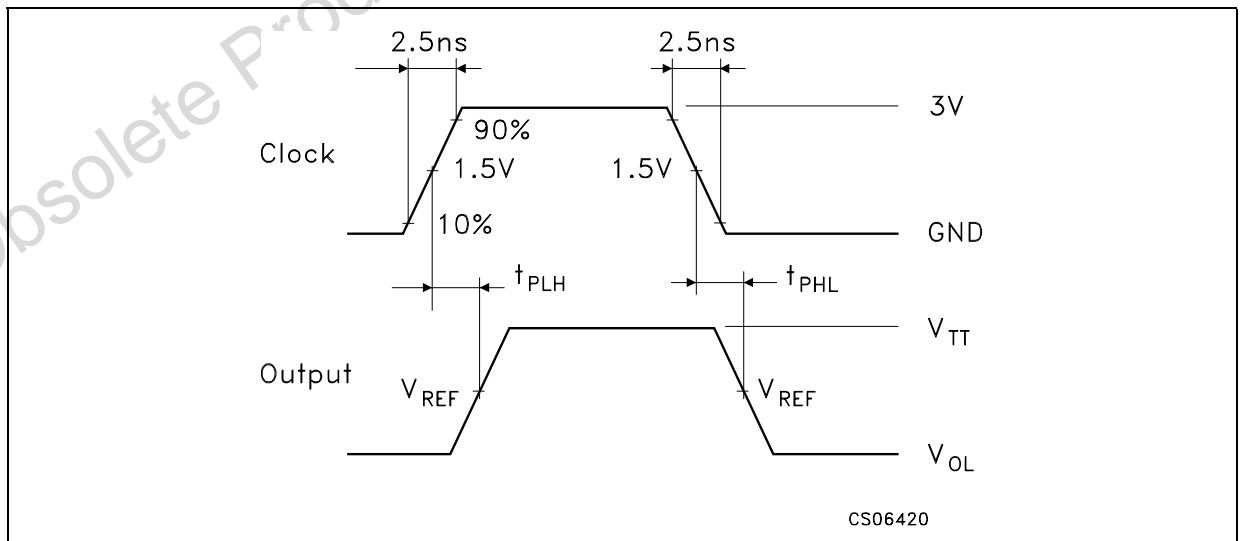 2.5ns 2.5ns
3V
90%
Clock
1.5V 1.5V
10%
GND
tPLH tPHL
VTT
Output
VREF VREF
VOL
CS06420